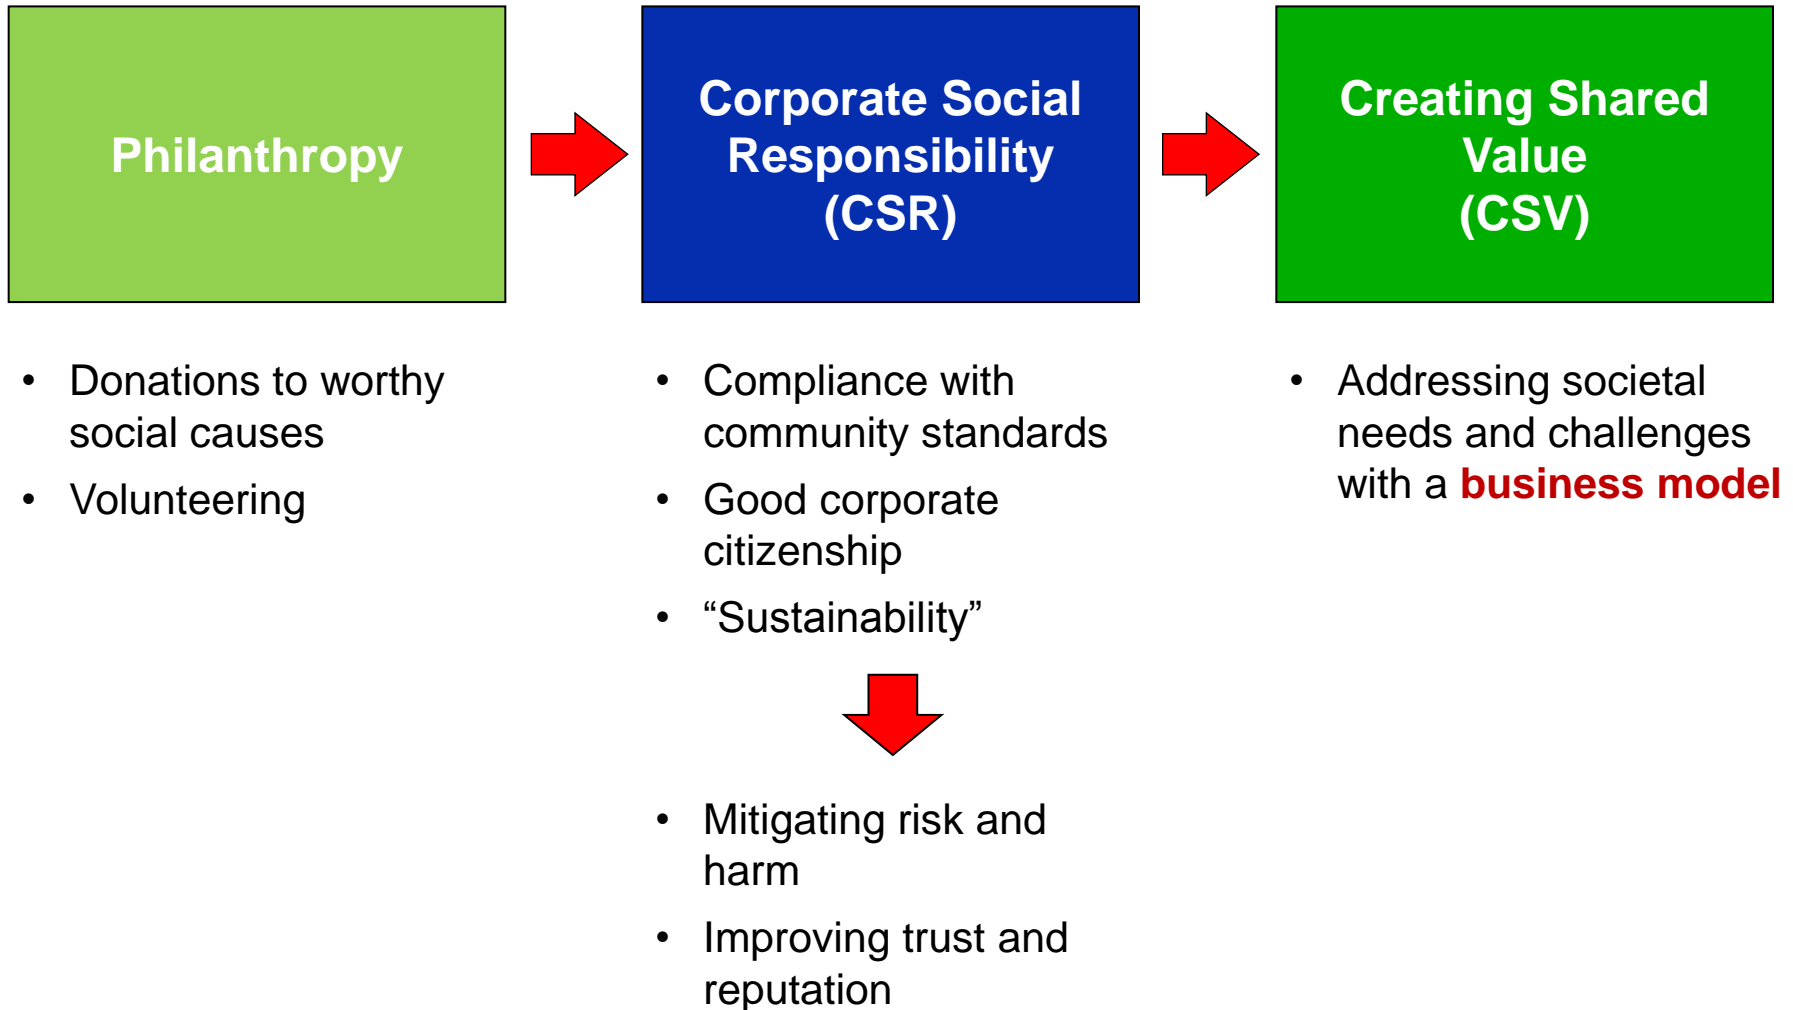 Philanthropy
Corporate Social
Responsibility
(CSR)
Creating Shared
Value
(CSV)
• Donations to worthy
social causes
• Volunteering
• Compliance with
community standards
• Good corporate
citizenship
• “Sustainability”
• Mitigating risk and
harm
• Improving trust and
reputation
• Addressing societal
needs and challenges
with a business model